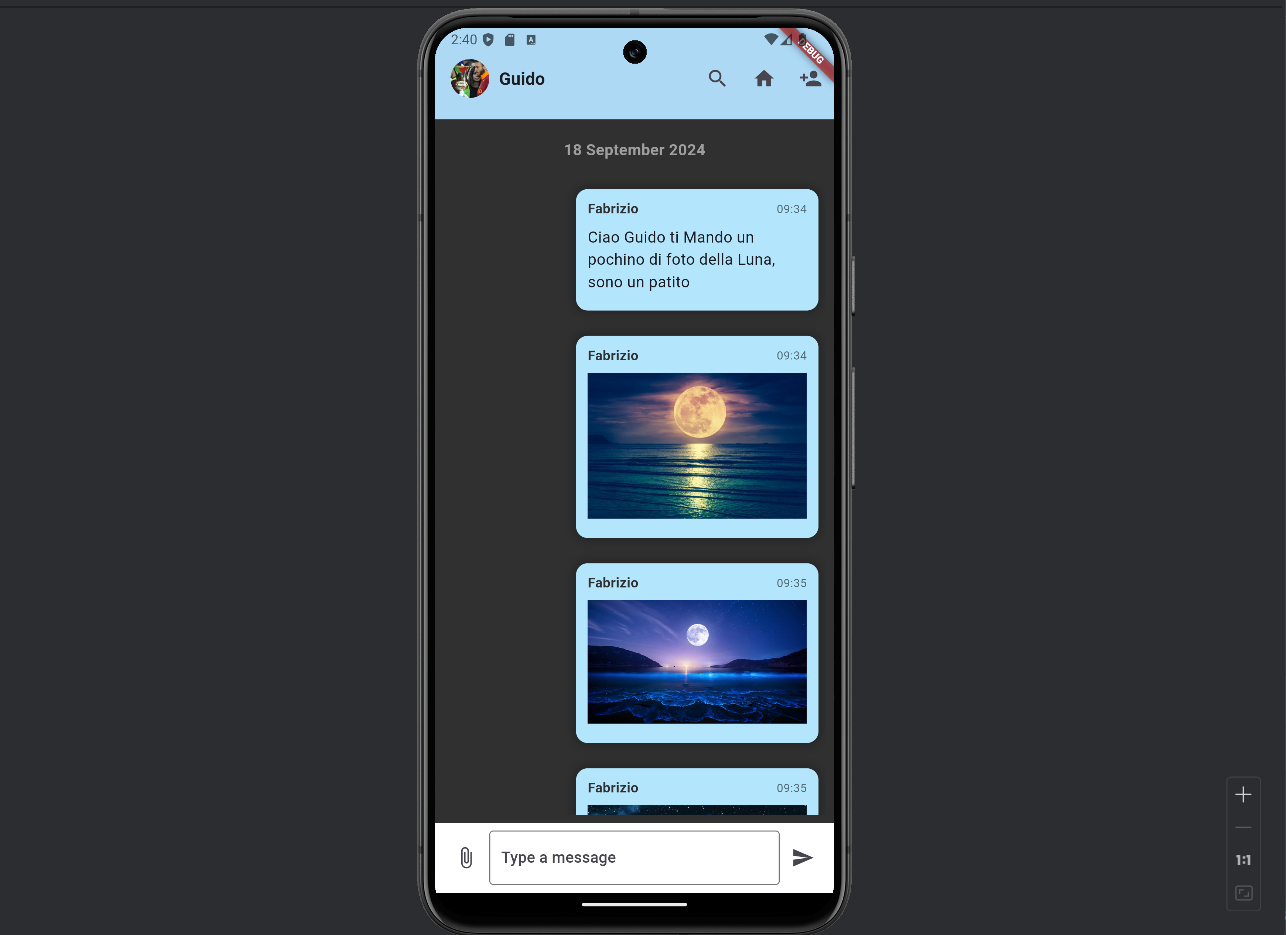 2:40
DEBUG
Guido
18 September 2024
Fabrizio 09:34
Ciao Guido ti Mando un
pochino di foto della Luna,
sono un patito
Fabrizio 09:34
Fabrizio 09:35
Fabrizio 09:35
Type a message
1:1